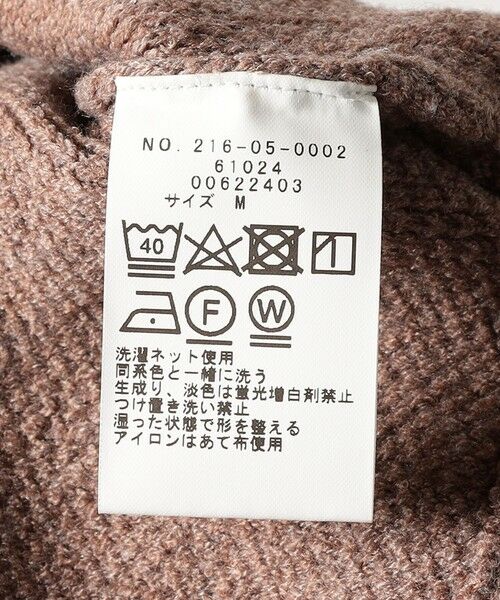 NO. 216-05-0002
61024
00622403
サイズ M
40
F W
洗濯ネット使用
同系色と一緒に洗う
生成り、淡色は蛍光増白剤禁止
つけ置き洗い禁止
湿った状態で形を整える
アイロンはあて布使用